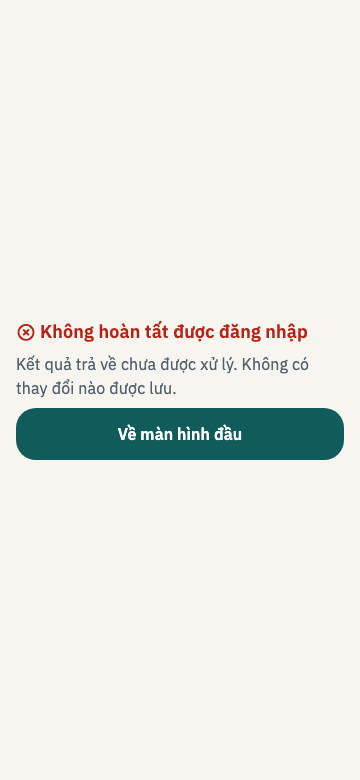 Không hoàn tất được đăng nhập
Kết quả trả về chưa được xử lý. Không có
thay đổi nào được lưu.
Về màn hình đầu